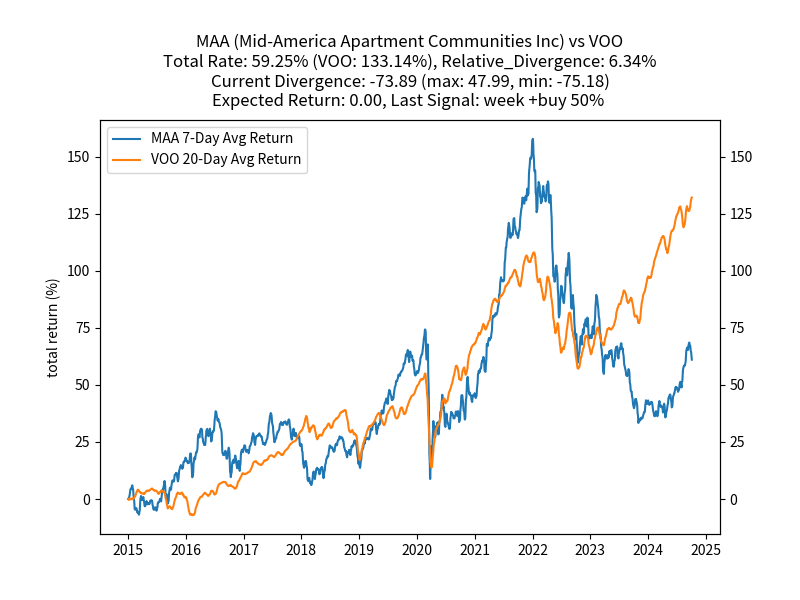 MAA (Mid-America Apartment Communities Inc) vs VOO
Total Rate: 59.25% (VOO: 133.14%), Relative_Divergence: 6.34%
Current Divergence: -73.89 (max: 47.99, min: -75.18)
Expected Return: 0.00, Last Signal: week +buy 50%
MAA 7-Day Avg Return
VOO 20-Day Avg Return
total return (%)
150
125
100
75
50
25
0
150
125
100
75
50
25
0
2015 2016 2017 2018 2019 2020 2021 2022 2023 2024 2025